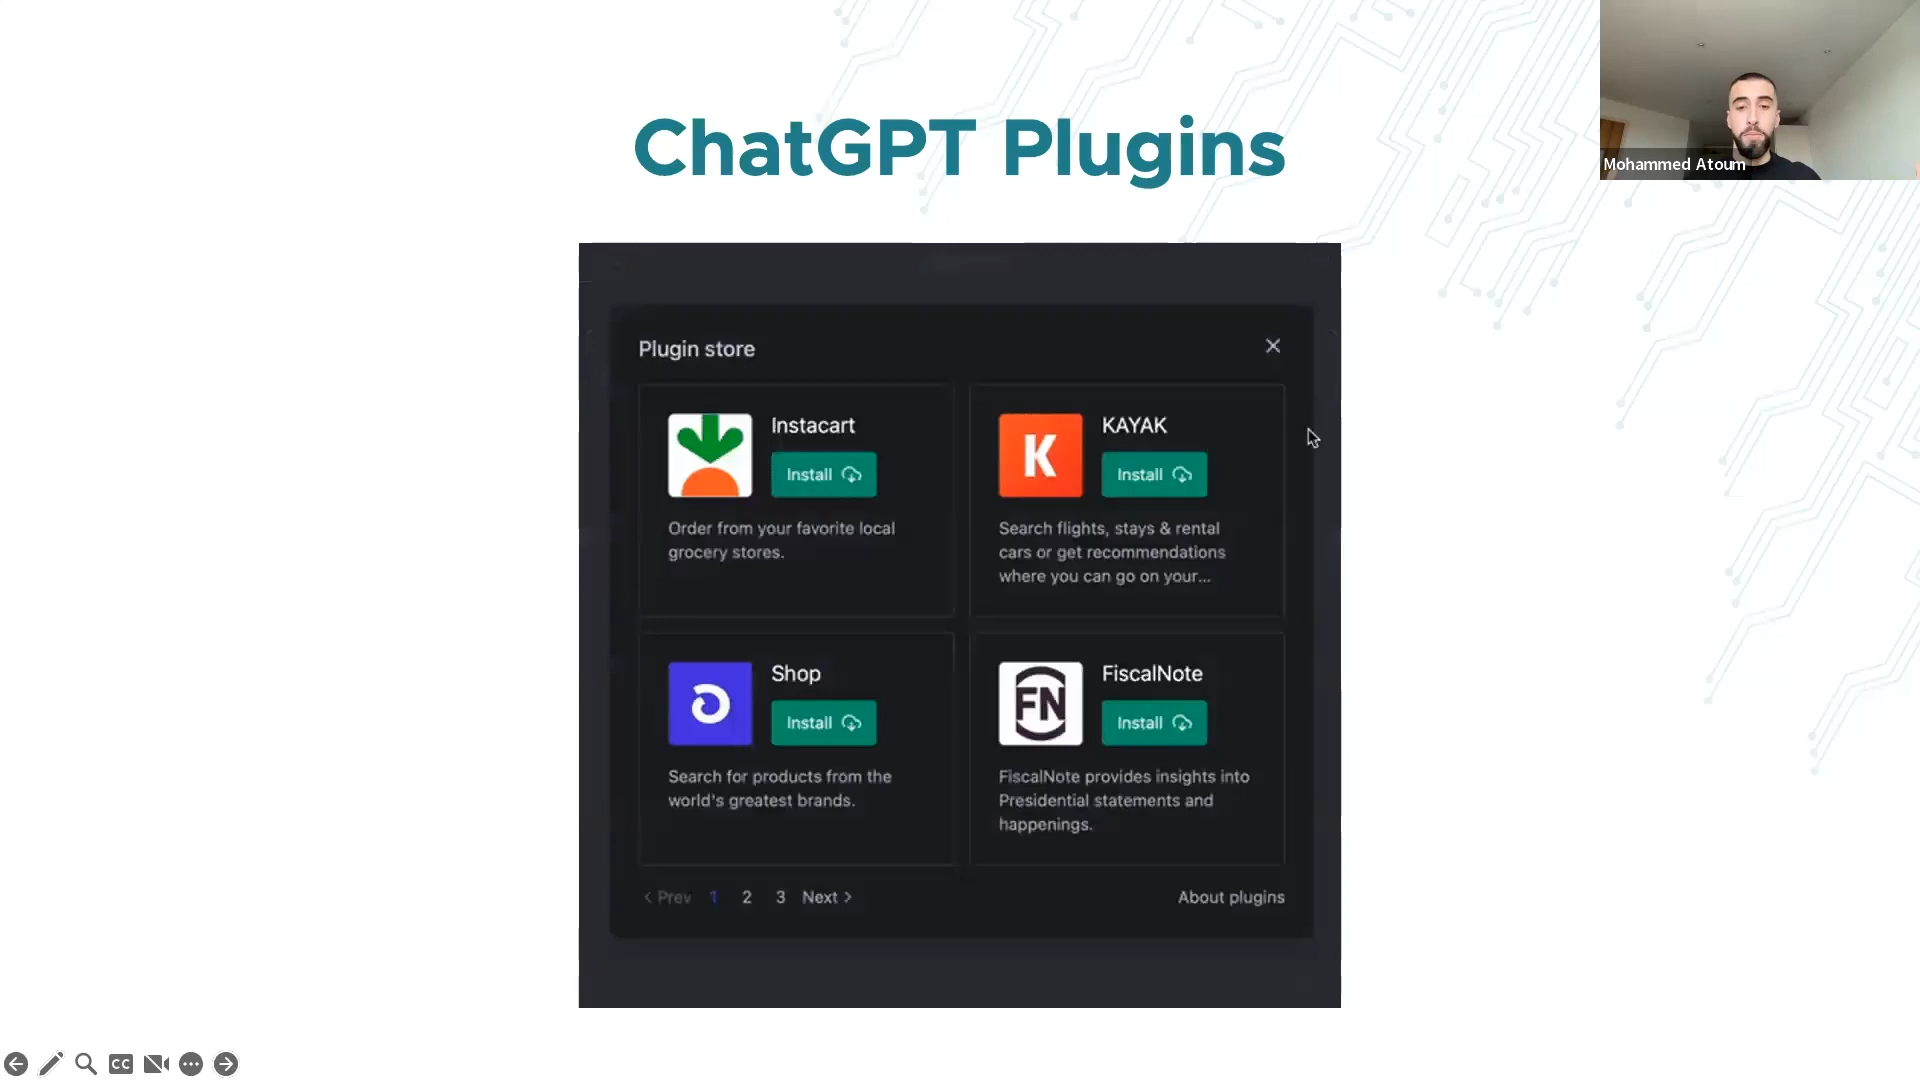 ChatGPT Plugins
Mohammed Atoum
Plugin store
Instacart
Install
Order from your favorite local
grocery stores.
K
KAYAK
Install
Search flights, stays & rental
cars or get recommendations
where you can go on your...
Shop
Install
Search for products from the
world's greatest brands.
FN
FiscalNote
Install
FiscalNote provides insights into
Presidential statements and
happenings.
< Prev 1 2 3 Next >
About plugins
CC